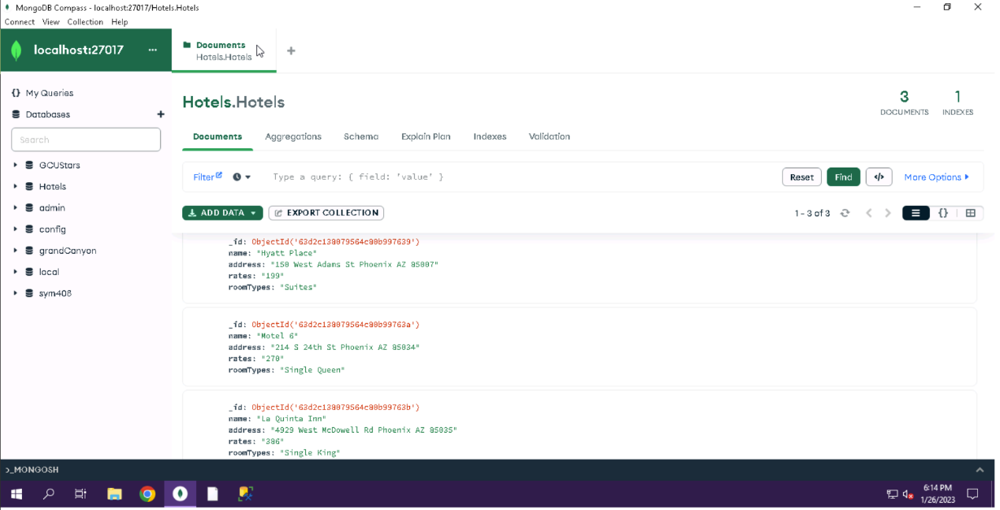 MongoDB Compass - localhost:27017/Hotels.Hotels
Connect View Collection Help
localhost:27017 ...
Documents
Hotels.Hotels
+
{} My Queries
Databases +
Search
GCUStars
Hotels
admin
config
grandCanyon
local
sym408
Hotels.Hotels
3
DOCUMENTS
1
INDEXES
Documents Aggregations Schema Explain Plan Indexes Validation
Filter Type a query: { field: 'value' } Reset Find </> More Options
ADD DATA EXPORT COLLECTION 1 - 3 of 3 {}
_id: ObjectId('63d2c138079564c80b997639')
name: "Hyatt Place"
address: "150 West Adams St Phoenix AZ 85007"
rates: "199"
roomTypes: "Suites"
_id: ObjectId('63d2c138079564c80b99763a')
name: "Motel 6"
address: "214 S 24th St Phoenix AZ 85034"
rates: "270"
roomTypes: "Single Queen"
_id: ObjectId('63d2c138079564c80b99763b')
name: "La Quinta Inn"
address: "4929 West McDowell Rd Phoenix AZ 85035"
rates: "386"
roomTypes: "Single King"
>_MONGOSH
6:14 PM
1/26/2023